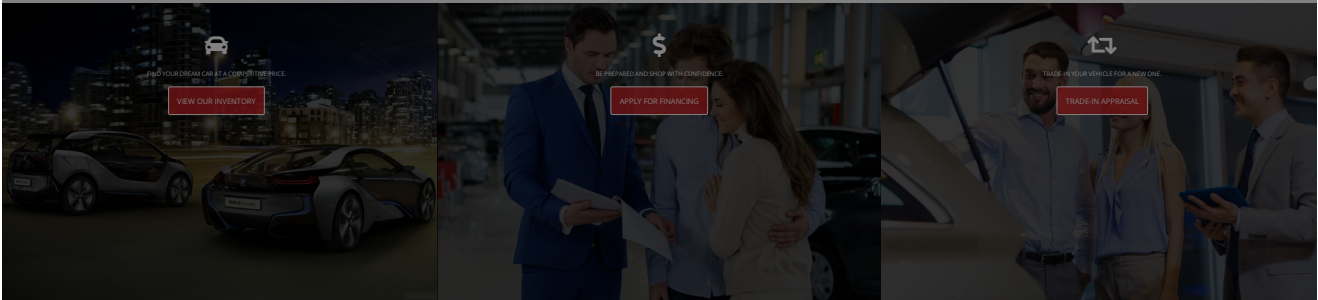 FIND YOUR DREAM CAR AT A COMPETITIVE PRICE.
VIEW OUR INVENTORY
BE PREPARED AND SHOP WITH CONFIDENCE.
APPLY FOR FINANCING
TRADE-IN YOUR VEHICLE FOR A NEW ONE.
TRADE-IN APPRAISAL